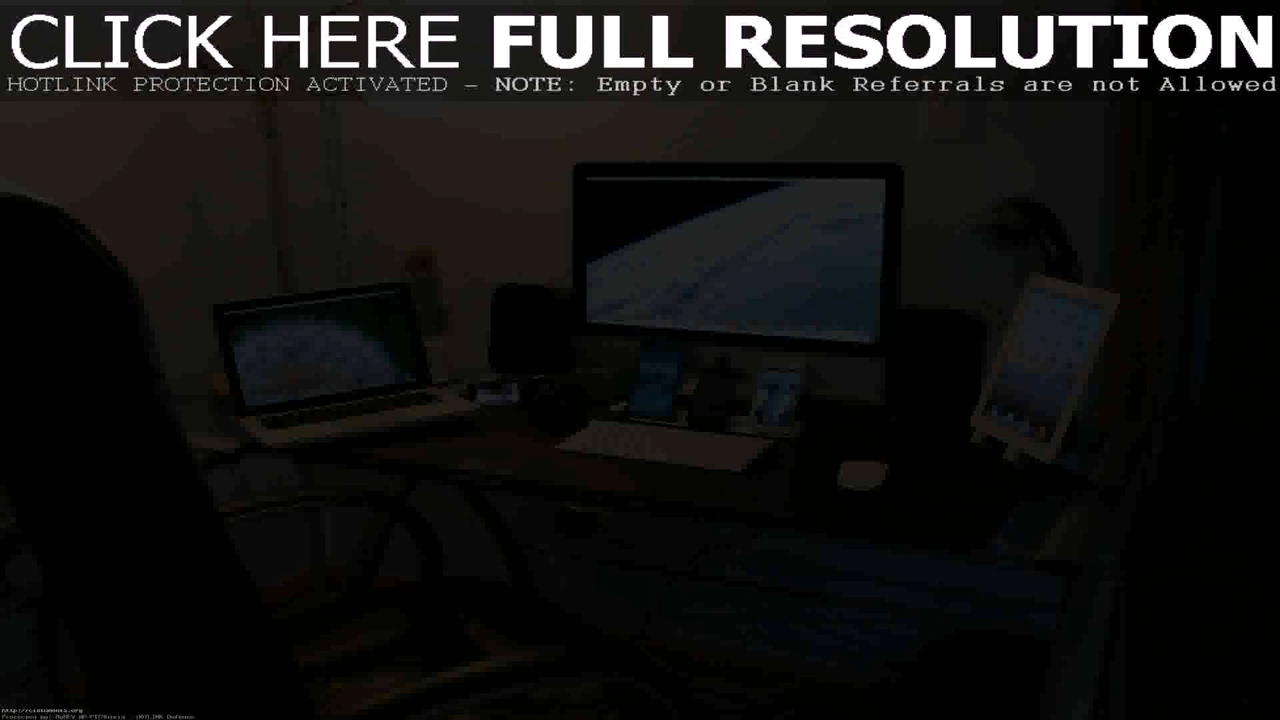 CLICK HERE FULL RESOLUTION
HOTLINK PROTECTION ACTIVATED – NOTE: Empty or Blank Referrals are not Allowed